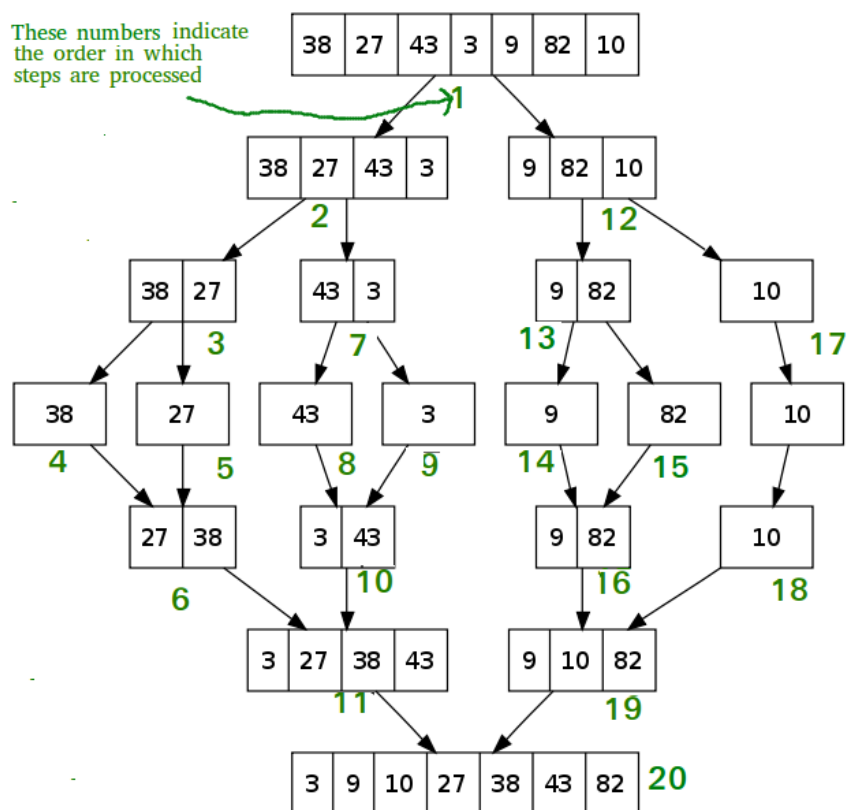 These numbers indicate
the order in which
steps are processed
38 27 43 3 9 82 10
1
38 27 43 3 9 82 10
2 12
38 27 43 3 9 82 10
3 7 13 17
38 27 43 3 9 82 10
4 5 8 9 14 15
27 38 3 43 9 82 10
6 10 16 18
3 27 38 43 9 10 82
11 19
3 9 10 27 38 43 82 20